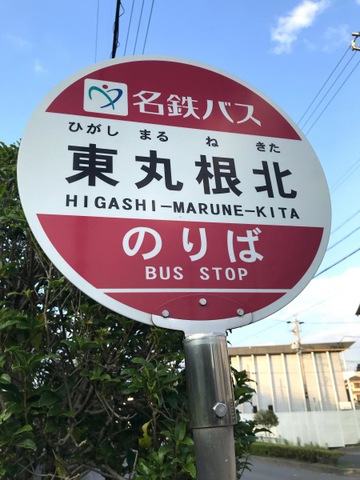 名鉄バス
ひがし まる ね きた
東丸根北
HIGASHI-MARUNE-KITA
のりば
BUS STOP